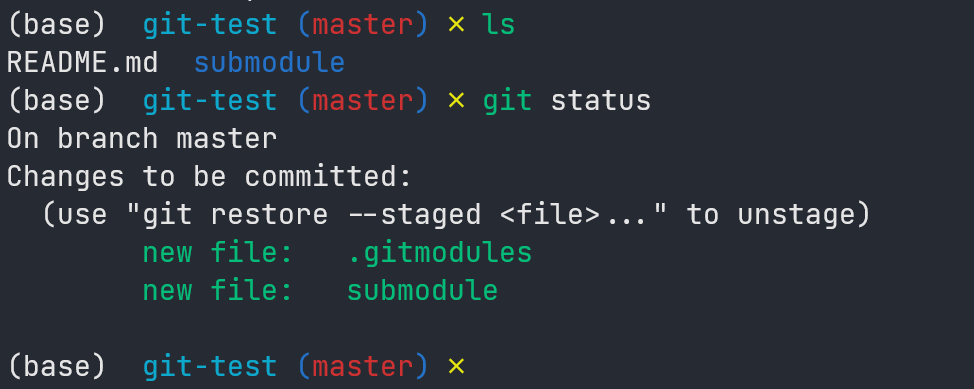 (base)  git-test (master) × ls
README.md  submodule
(base)  git-test (master) × git status
On branch master
Changes to be committed:
  (use "git restore --staged <file>..." to unstage)
        new file:   .gitmodules
        new file:   submodule
(base)  git-test (master) ×